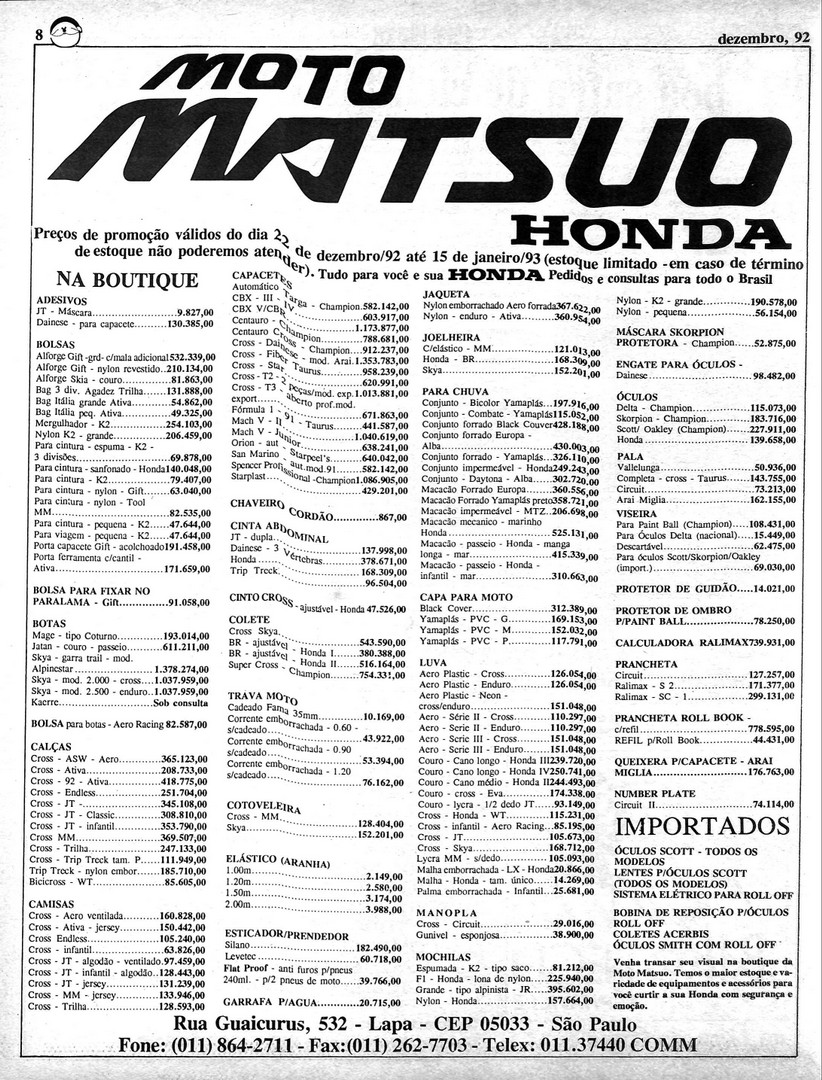 8
dezembro, 92
MOTO
MATSUO
HONDA
Preços de promoção válidos do dia 22 de dezembro/92 até 15 de janeiro/93 (estoque limitado -em caso de término
de estoque não poderemos atender). Tudo para você e sua HONDA Pedidos e consultas para todo o Brasil
NA BOUTIQUE
ADESIVOS
JT - Máscara...9.827,00
Dainese - para capacete...130.385,00
BOLSAS
Alforge Gift -grd- c/mala adicional 532.339,00
Alforge Gift - nylon revestido..210.134,00
Alforge Skia - couro...81.863,00
Bag 3 div. Agadez Trilha...131.888,00
Bag Itália grande Ativa...54.862,00
Bag Itália peq. Ativa...49.325,00
Mergulhador - K2...254.103,00
Nylon K2 - grande...206.459,00
Para cintura - espuma - K2 -
3 divisões...69.878,00
Para cintura - sanfonado - Honda 140.048,00
Para cintura - K2...79.407,00
Para cintura - nylon - Gift...63.040,00
Para cintura - nylon - Tool
MM...82.535,00
Para cintura - pequena - K2...47.644,00
Para viagem - pequena - K2...47.644,00
Porta capacete Gift - acolchoado 191.458,00
Porta ferramenta c/cantil -
Ativa...171.659,00
BOLSA PARA FIXAR NO
PARALAMA - Gift...91.058,00
BOTAS
Mage - tipo Coturno...193.014,00
Jatan - couro - passeio...611.211,00
Skya - garra trail - mod.
Alpinestar...1.378.274,00
Skya - mod. 2.000 - cross...1.037.959,00
Skya - mod. 2.500 - enduro..1.037.959,00
Kaerre...Sob consulta
BOLSA para botas - Aero Racing 82.587,00
CALÇAS
Cross - ASW - Aero...365.123,00
Cross - Ativa...208.733,00
Cross - 92 - Ativa...418.775,00
Cross - Endless...251.704,00
Cross - JT -...345.108,00
Cross - JT - Classic...308.810,00
Cross - JT - infantil...353.790,00
Cross MM...369.507,00
Cross - Trilha...247.133,00
Cross - Trip Treck tam. P...111.949,00
Trip Treck - nylon embor...185.710,00
Bicicross - WT...85.605,00
CAMISAS
Cross - Aero ventilada...160.828,00
Cross - Ativa - jersey...150.442,00
Cross Endless...105.240,00
Cross - infantil...63.826,00
Cross - JT - algodão - ventilado.97.459,00
Cross - JT - infantil - algodão...128.443,00
Cross - JT - jersey...131.239,00
Cross - MM - jersey...133.946,00
Cross - Trilha...128.593,00
CAPACETES
Automático
CBX - III - Targa - Champion.582.142,00
CBX V/CBR IV...603.917,00
Centauro...1.173.877,00
Centauro Champion...788.681,00
Cross - Cross...912.237,00
Cross - Dainese - mod. Arai.1.353.783,00
Cross - Fiber Taurus...958.239,00
Cross - Star...620.991,00
Cross - T2 - 2 peças/mod. exp.1.013.881,00
Cross - T3 - aberto prof.mod.
export...671.863,00
Fórmula 1 - 91 - Taurus...441.587,00
Mach V - II...1.040.619,00
Mach V - Junior...638.241,00
Orion - aut...640.042,00
San Marino - Starpeel's...582.142,00
Spencer Professional aut.mod.91 -Champion 1.086.905,00
Starplast...429.201,00
CHAVEIRO CORDÃO...867,00
CINTA ABDOMINAL
JT - dupla...137.998,00
Dainese - 3 Vértebras...378.671,00
Honda...168.309,00
Trip Treck...96.504,00
CINTO CROSS - ajustável - Honda 47.526,00
COLETE
Cross Skya...543.590,00
BR - ajustável - Honda I...380.388,00
BR - ajustável - Honda II...516.164,00
Super Cross - Champion...754.331,00
TRAVA MOTO
Cadeado Fama 35mm...10.169,00
Corrente emborrachada - 0.60 -
s/cadeado...43.922,00
Corrente emborrachada - 0.90
s/cadeado...53.394,00
Corrente emborrachada - 1.20
s/cadeado...76.162,00
COTOVELEIRA
Cross - MM...128.404,00
Skya...152.201,00
ELÁSTICO (ARANHA)
1.00m...2.149,00
1.20m...2.580,00
1.50m...3.174,00
2.00m...3.988,00
ESTICADOR/PRENDEDOR
Silano...182.490,00
Levetec...60.718,00
Flat Proof - anti furos p/pneus
240ml. - p/2 pneus de moto...39.766,00
GARRAFA P/AGUA...20.715,00
JAQUETA
Nylon emborrachado Aero forrada 367.622,00
Nylon - enduro - Ativa...360.954,00
JOELHEIRA
C/elástico - MM...121.013,00
Honda - BR...168.309,00
Skya...152.201,00
PARA CHUVA
Conjunto - Bicolor Yamaplás...197.916,00
Conjunto - Combate - Yamaplás 115.052,00
Conjunto forrado Black Couver 428.188,00
Conjunto forrado Europa -
Alba...430.003,00
Conjunto forrado - Yamaplás...326.110,00
Conjunto impermeável - Honda 249.243,00
Conjunto - Daytona - Alba...302.720,00
Macacão Forrado Europa...360.556,00
Macacão Forrado Yamaplás preto 358.721,00
Macacão impermeável - MTZ..206.698,00
Macacão mecanico - marinho
Honda...525.131,00
Macacão - passeio - Honda - manga
longa - mar...415.339,00
Macacão - passeio - Honda -
infantil - mar...310.663,00
CAPA PARA MOTO
Black Cover...312.389,00
Yamaplás - PVC - G...169.153,00
Yamaplás - PVC - M...152.032,00
Yamaplás - PVC - P...117.791,00
LUVA
Aero Plastic - Cross...126.054,00
Aero Plastic - Enduro...126.054,00
Aero Plastic - Neon -
cross/enduro...151.048,00
Aero - Série II - Cross...110.297,00
Aero - Série II - Enduro...110.297,00
Aero - Serie III - Cross...151.048,00
Aero - Serie III - Enduro...151.048,00
Couro - Cano longo - Honda III 239.720,00
Couro - Cano longo - Honda IV 250.741,00
Couro - Cano médio - Honda II 244.493,00
Couro - cross - Eva...174.338,00
Couro - lycra - 1/2 dedo JT...93.149,00
Cross - Honda - WT...115.231,00
Cross - infantil - Aero Racing...85.195,00
Cross - JT...105.673,00
Cross - Skya...168.712,00
Lycra MM - s/dedo...105.093,00
Malha emborrachada - LX - Honda 20.866,00
Malha - Honda - tam. único...14.269,00
Palma emborrachada - Infantil...25.681,00
MANOPLA
Cross - Circuit...29.016,00
Gunivel - esponjosa...38.900,00
MOCHILAS
Espumada - K2 - tipo saco...81.212,00
F1 - Honda - lona de nylon...225.940,00
Grande - tipo alpinista - JR...395.602,00
Nylon - Honda...157.664,00
Nylon - K2 - grande...190.578,00
Nylon - pequena...56.154,00
MÁSCARA SKORPION
PROTETORA - Champion...52.875,00
ENGATE PARA ÓCULOS -
Dainese...98.482,00
ÓCULOS
Delta - Champion...115.073,00
Skorpion - Champion...183.716,00
Scott/ Oakley (Champion)...227.911,00
Honda...139.658,00
PALA
Vallelunga...50.936,00
Completa - cross - Taurus...143.755,00
Circuit...73.213,00
Arai Miglia...162.155,00
VISEIRA
Para Paint Ball (Champion)...108.431,00
Para Óculos Delta (nacional)...15.449,00
Descartável...62.475,00
Para óculos Scott/Skorpion/Oakley
(import.)...69.030,00
PROTETOR DE GUIDÃO...14.021,00
PROTETOR DE OMBRO
P/PAINT BALL...78.250,00
CALCULADORA RALIMAX 739.931,00
PRANCHETA
Circuit...127.257,00
Ralimax - S 2...171.377,00
Ralimax - SC - 1...299.131,00
PRANCHETA ROLL BOOK -
c/refil...778.595,00
REFIL p/Roll Book...44.431,00
QUEIXERA P/CAPACETE - ARAI
MIGLIA...176.763,00
NUMBER PLATE
Circuit II...74.114,00
IMPORTADOS
ÓCULOS SCOTT - TODOS OS
MODELOS
LENTES P/ÓCULOS SCOTT
(TODOS OS MODELOS)
SISTEMA ELÉTRICO PARA ROLL OFF
BOBINA DE REPOSIÇÃO P/ÓCULOS
ROLL OFF
COLETES ACERBIS
ÓCULOS SMITH COM ROLL OFF
Venha transar seu visual na boutique da
Moto Matsuo. Temos o maior estoque e va-
riedade de equipamentos e acessórios para
você curtir a sua Honda com segurança e
emoção.
Rua Guaicurus, 532 - Lapa - CEP 05033 - São Paulo
Fone: (011) 864-2711 - Fax:(011) 262-7703 - Telex: 011.37440 COMM